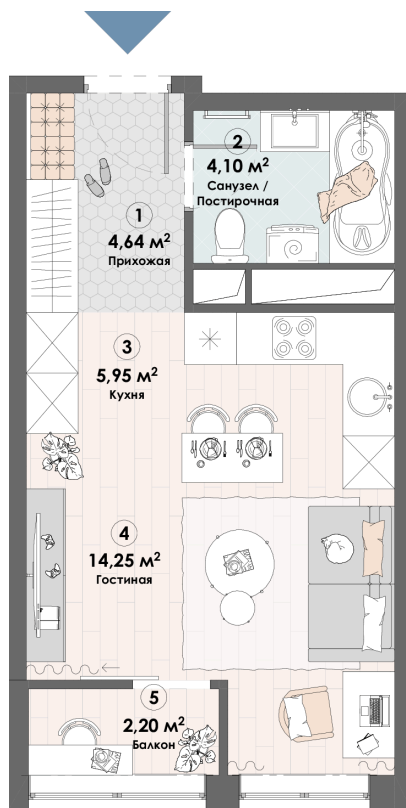 2
4,10 м²
Санузел /
Постирочная
1
4,64 м²
Прихожая
3
5,95 м²
Кухня
4
14,25 м²
Гостиная
5
2,20 м²
Балкон